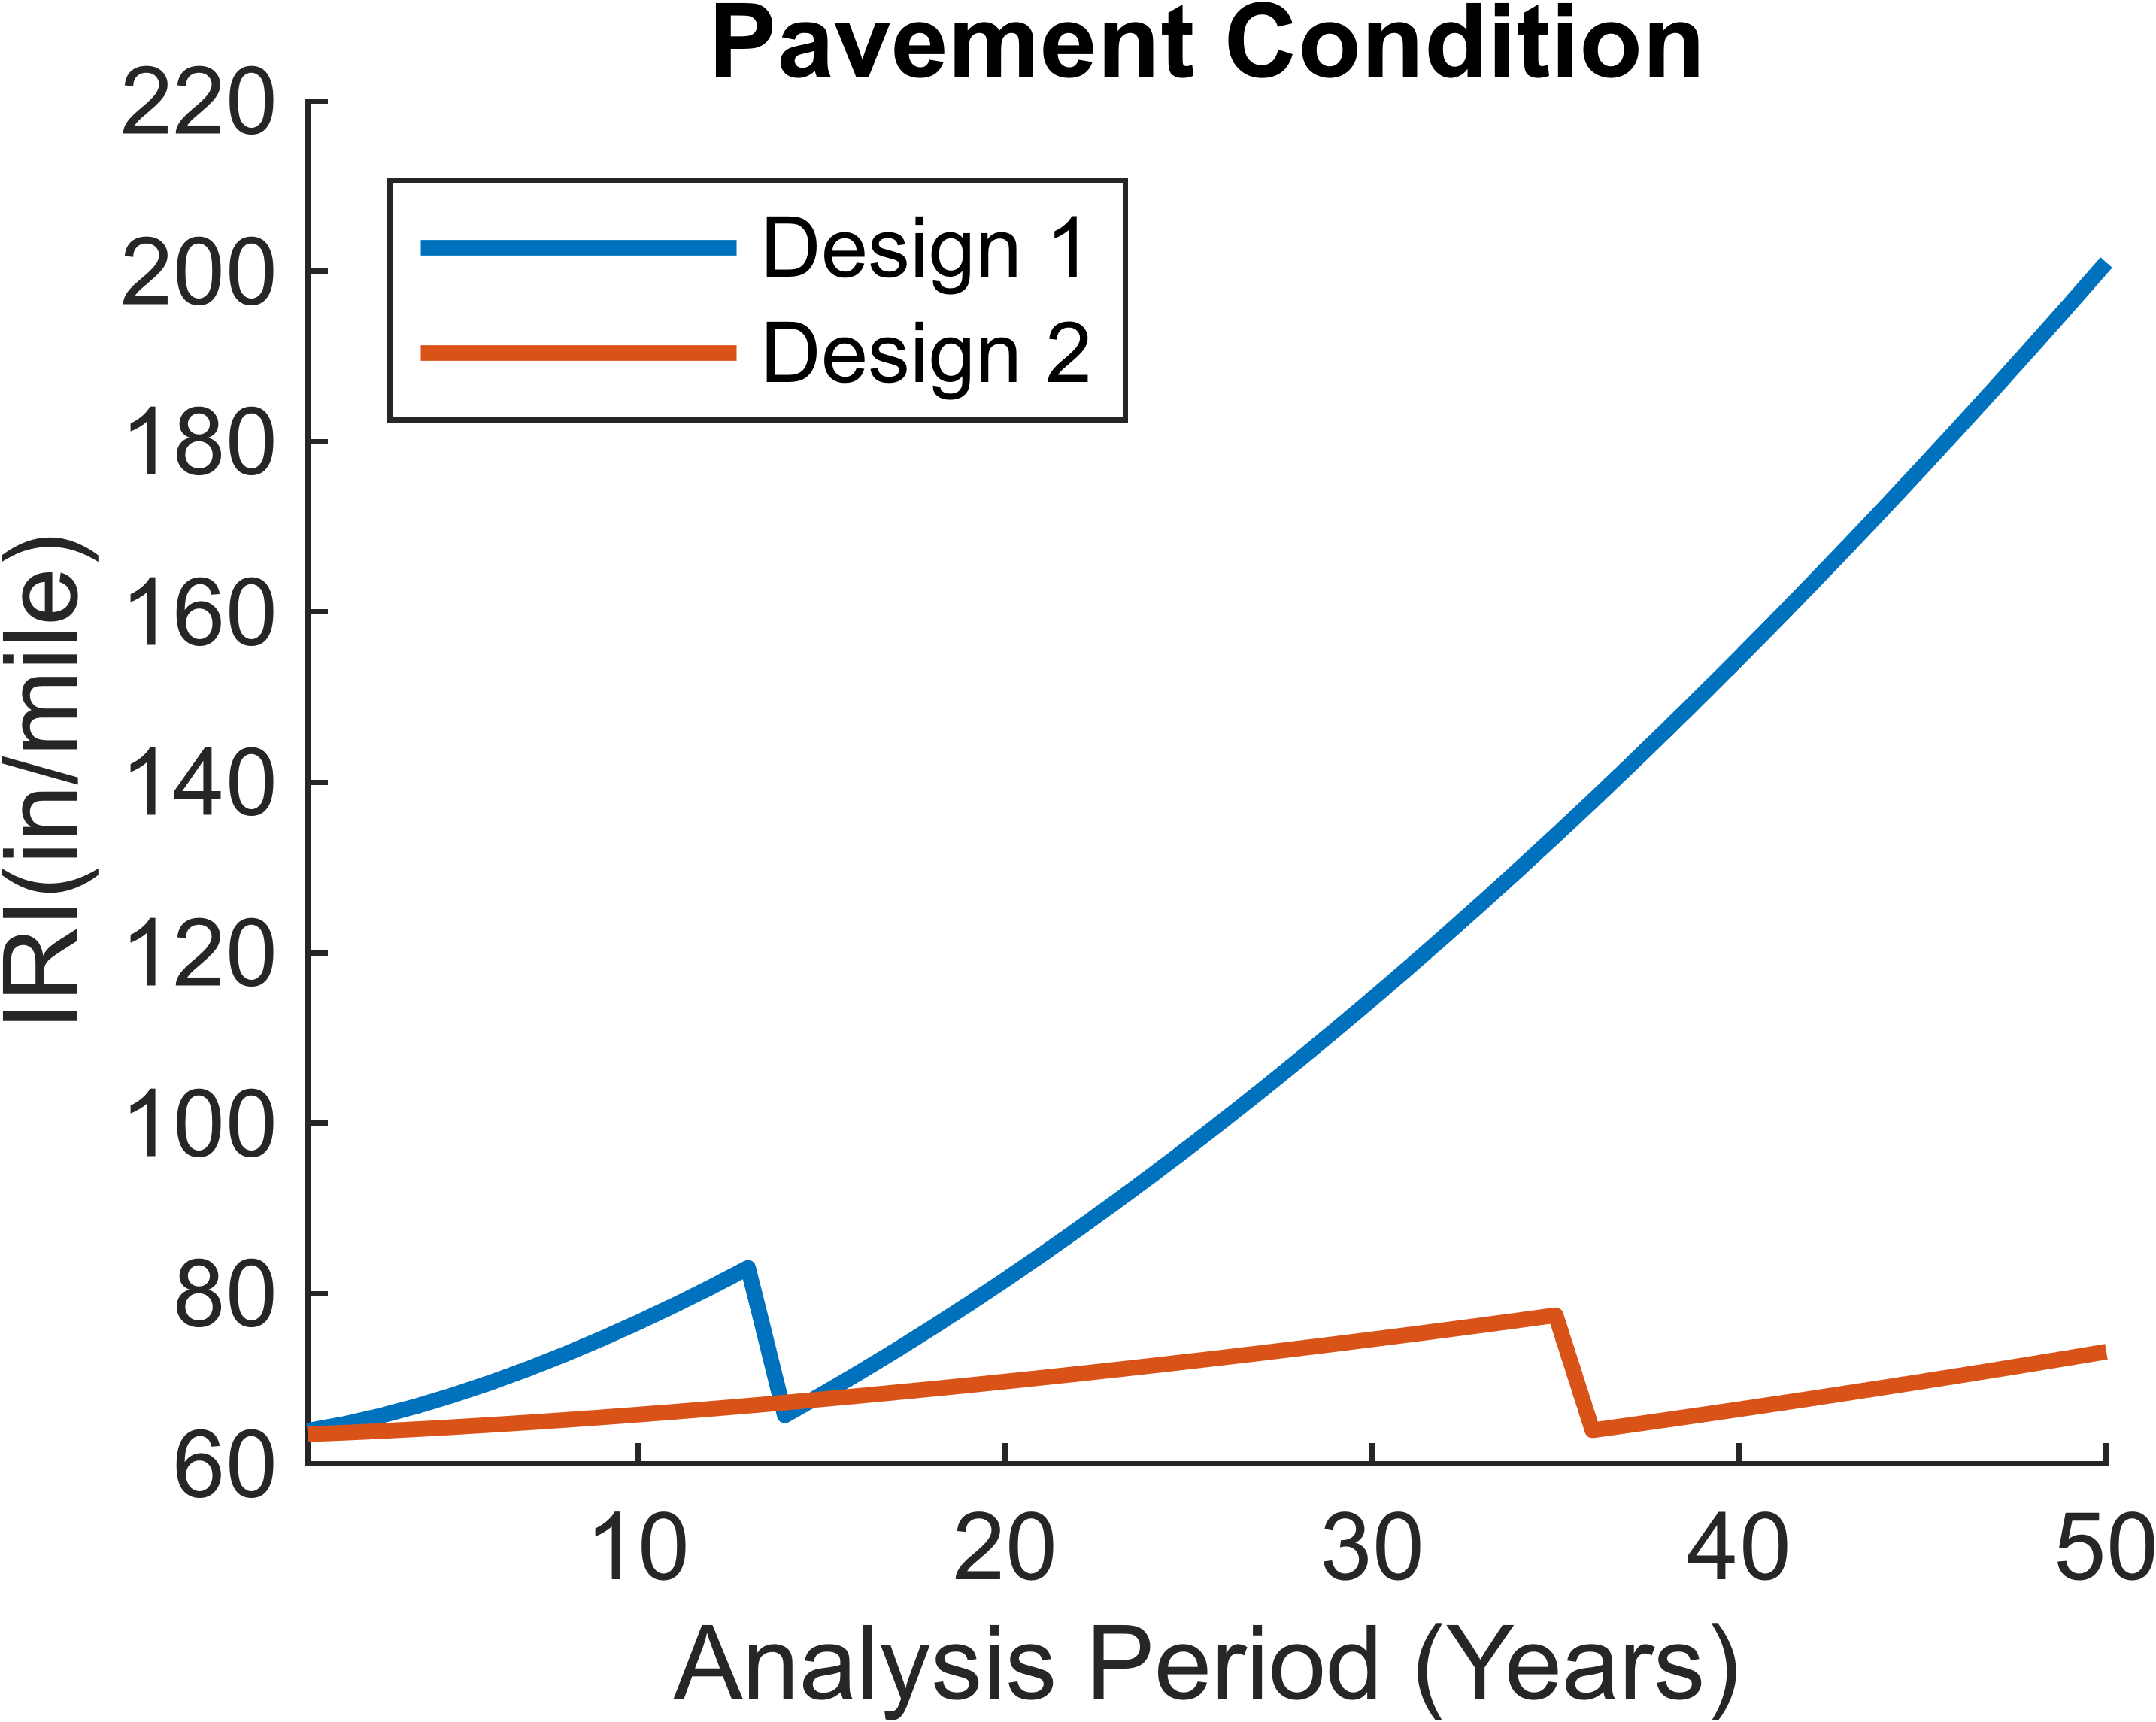 Pavement Condition
220
200
180
160
140
120
100
80
60
IRI(in/mile)
Design 1
Design 2
10 20 30 40 50
Analysis Period (Years)